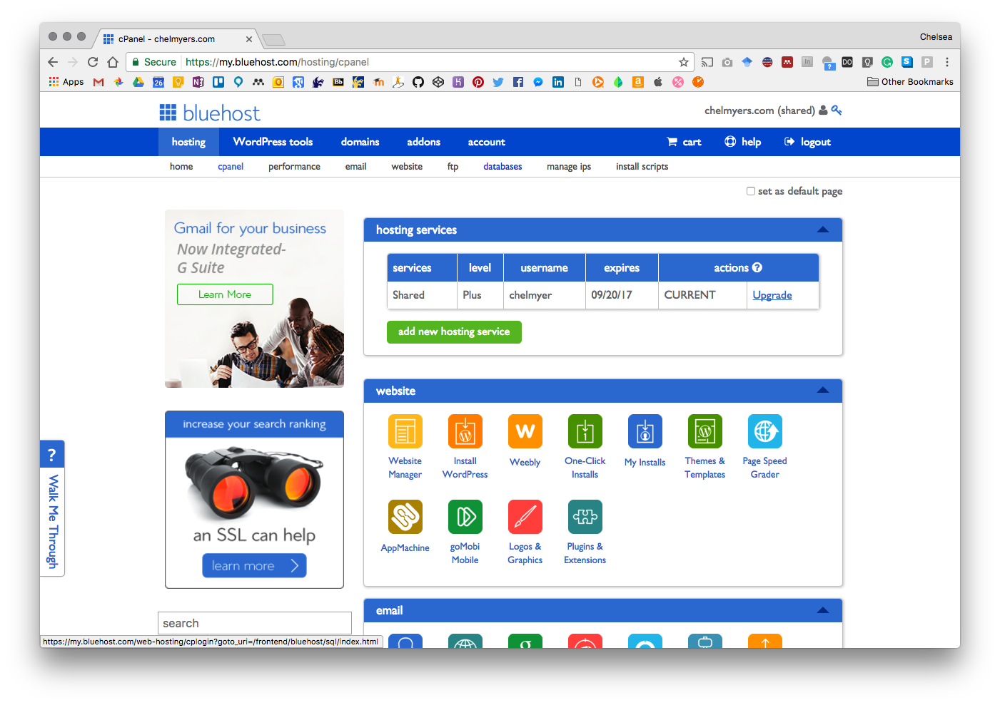 cPanel - chelmyers.com
Chelsea
Secure
https://my.bluehost.com/hosting/cpanel
Apps
Other Bookmarks
bluehost
chelmyers.com (shared)
hosting WordPress tools domains addons account cart help logout
home cpanel performance email website ftp databases manage ips install scripts
set as default page
Gmail for your business
Now Integrated-
G Suite
Learn More
increase your search ranking
an SSL can help
learn more
search
? Walk Me Through
hosting services
services level username expires actions ?
Shared Plus chelmyer 09/20/17 CURRENT Upgrade
add new hosting service
website
Website
Manager
Install
WordPress
Weebly
One-Click
Installs
My Installs
Themes &
Templates
Page Speed
Grader
AppMachine
goMobi
Mobile
Logos &
Graphics
Plugins &
Extensions
email
https://my.bluehost.com/web-hosting/cplogin?goto_uri=/frontend/bluehost/sql/index.html